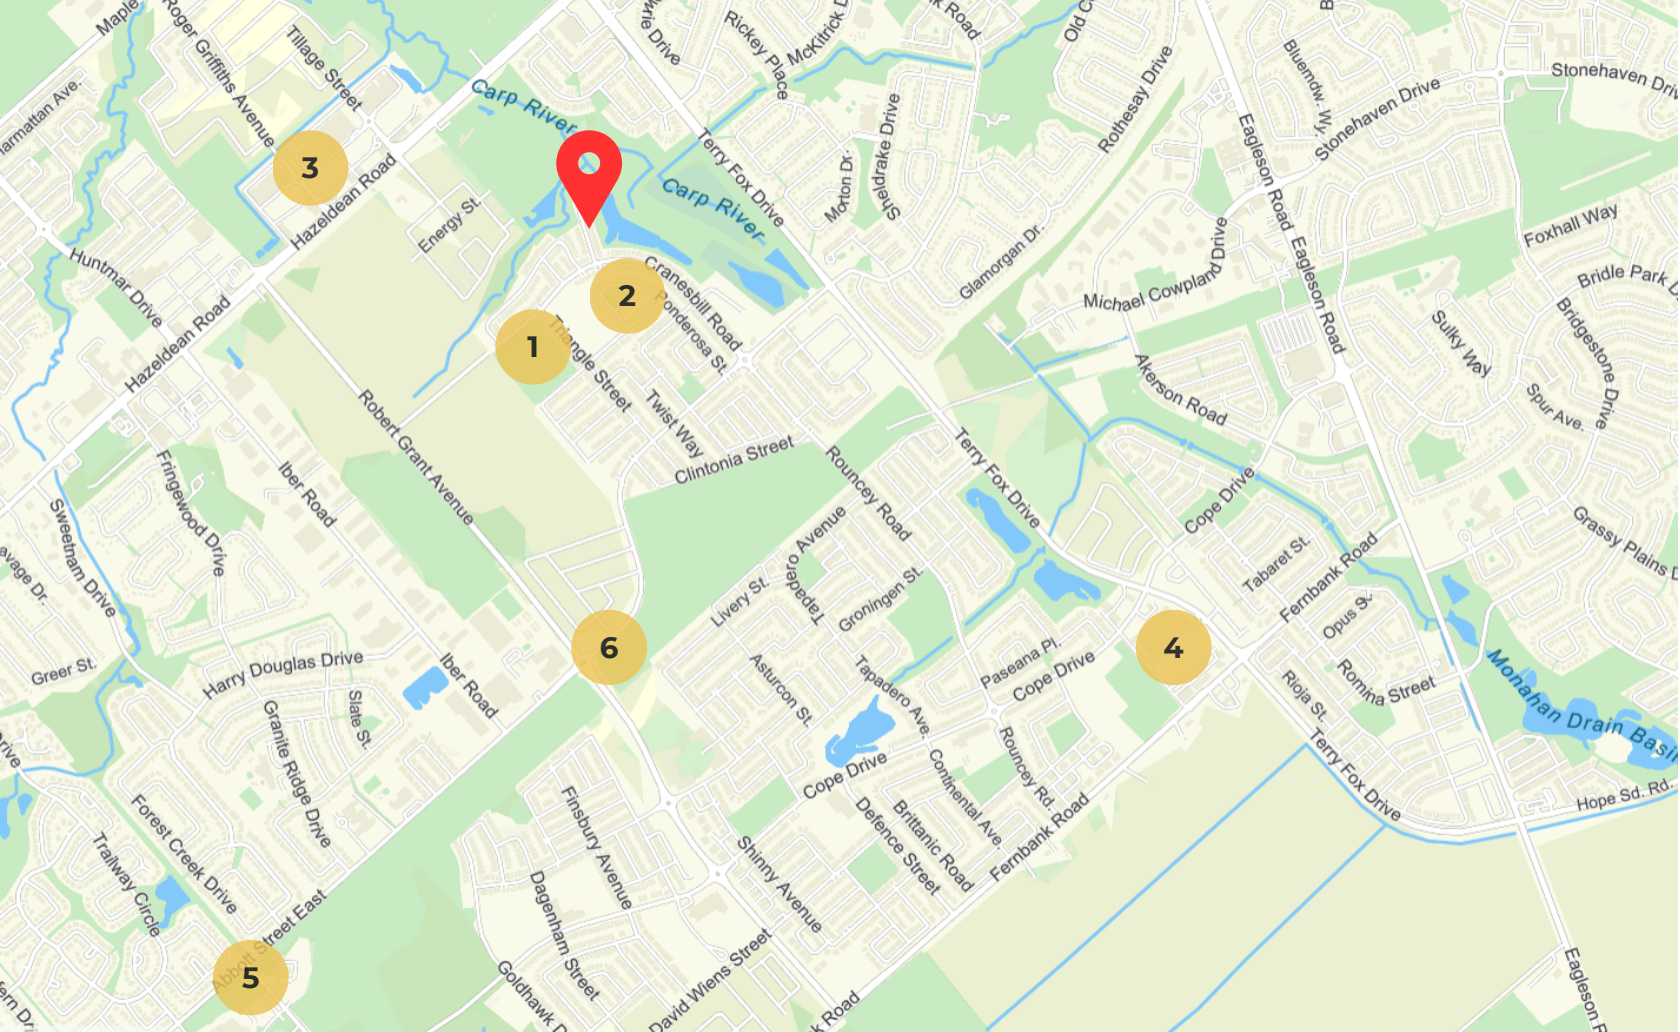 Maple
Roger Griffiths Avenue
Tillage Street
Rickey Place
McKitrick D
k Road
Old C
Rothesay Drive
Bluemdw. Wy.
Stonehaven Drive
Stonehaven Driv
Carp River
Terry Fox Drive
Morton Dr.
Sheldrake Drive
Eagleson Road
3
Hazeldean Road
Energy St.
Carp River
Glamorgan Dr.
Michael Cowpland Drive
Foxhall Way
Bridle Park D
Eagleson Road
Huntmar Drive
Hazeldean Road
2
Cranesbill Road
Ponderosa St.
1
Triangle Street
Twist Way
Clintonia Street
Akerson Road
Sulky Way
Spur Ave.
Bridgestone Drive
Robert Grant Avenue
Iber Road
Fringewood Drive
Sweetnam Drive
Rouncey Road
Terry Fox Drive
Cope Drive
Tabaret St.
Fernbank Road
Opus St.
Grassy Plains D
avage Dr.
Livery St.
Tapadero Avenue
Groningen St.
6
4
Greer St.
Harry Douglas Drive
Slate St.
Iber Road
Granite Ridge Drive
Asturcon St.
Tapadero Ave.
Paseana Pl.
Cope Drive
Rioja St.
Romina Street
Monahan Drain Basin
Terry Fox Drive
Hope Sd. Rd.
Cope Drive
Continental Ave.
Rouncey Rd.
Brittanic Road
Defence Street
Fernbank Road
Shinny Avenue
Finsbury Avenue
Dagenham Street
Goldhawk D
David Wiens Street
k Road
Forest Creek Drive
Trailway Circle
Abbott Street East
5
Eagleson R